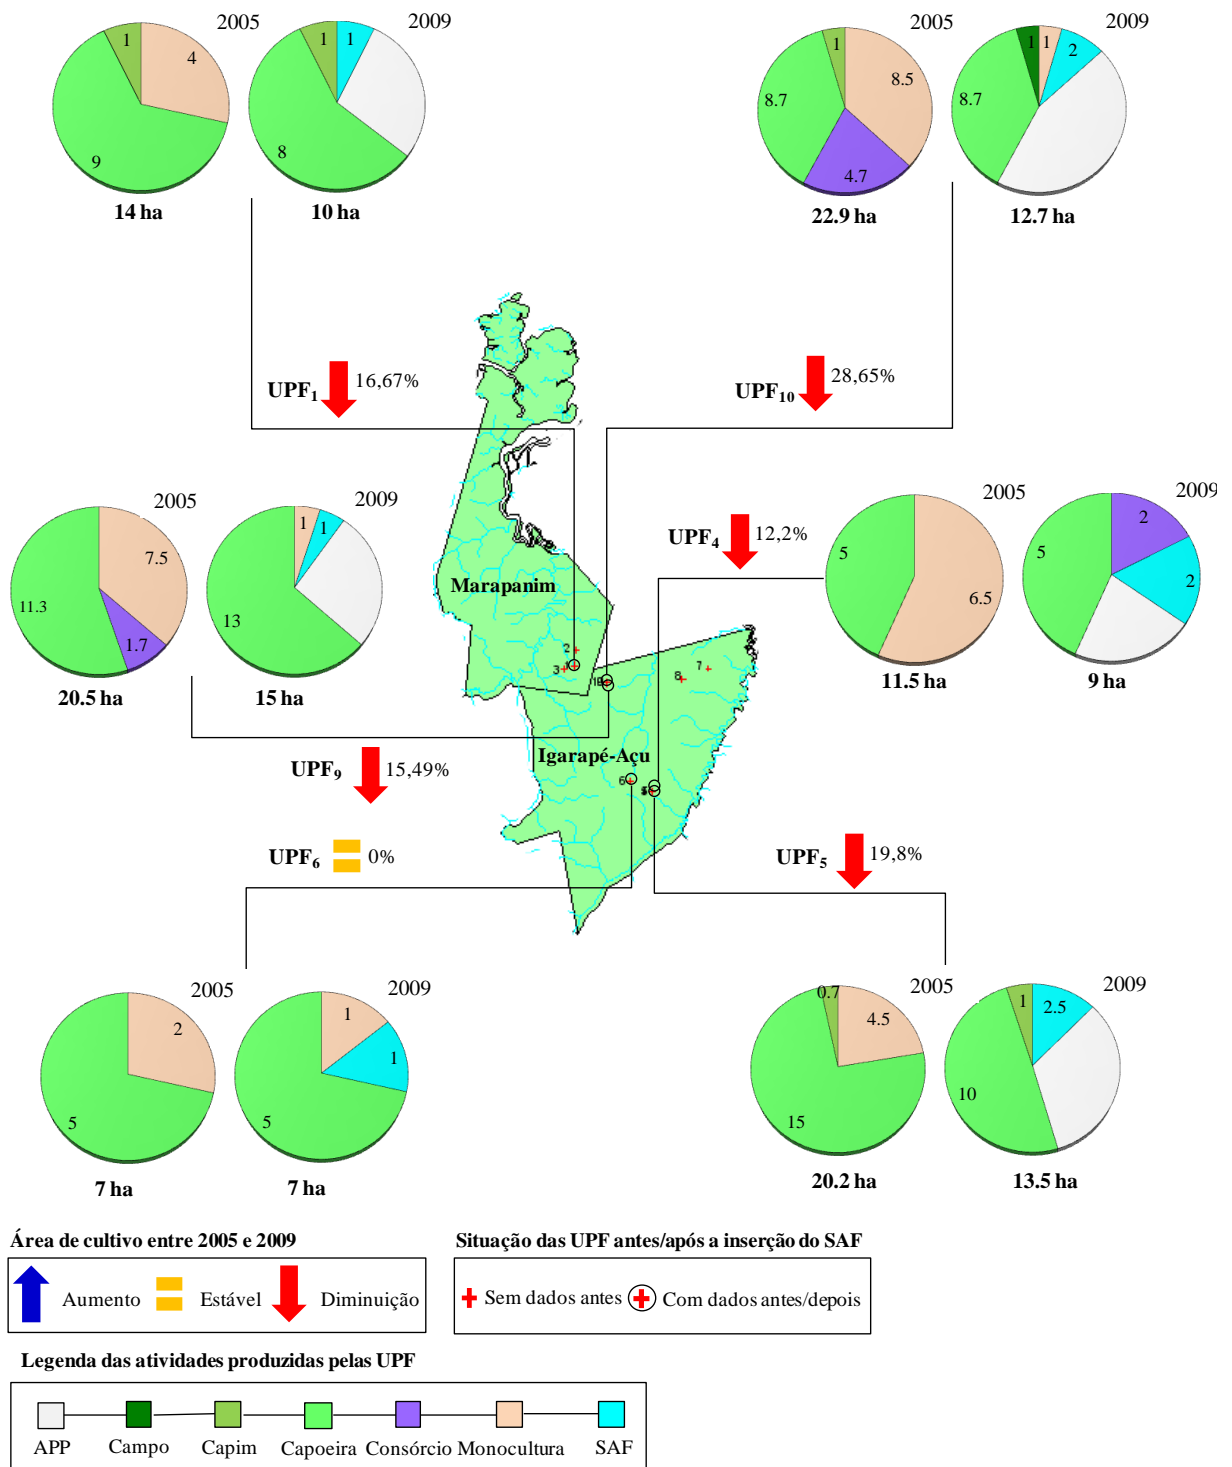 2005
2009
1
4
9
1
1
8
14 ha
10 ha
2005
2009
1
8.5
8.7
4.7
1
1
2
8.7
22.9 ha
12.7 ha
UPF1
16,67%
UPF10
28,65%
2005
2009
7.5
11.3
1.7
1
1
13
20.5 ha
15 ha
UPF4
12,2%
2005
2009
5
6.5
2
5
2
11.5 ha
9 ha
Marapanim
2
3
7
8
Igarapé-Açu
6
UPF9
15,49%
UPF6
0%
UPF5
19,8%
2005
2009
2
5
1
1
5
7 ha
7 ha
2005
2009
0.7
4.5
15
1
2.5
10
20.2 ha
13.5 ha
Área de cultivo entre 2005 e 2009
Aumento
Estável
Diminuição
Situação das UPF antes/após a inserção do SAF
Sem dados antes
Com dados antes/depois
Legenda das atividades produzidas pelas UPF
APP
Campo
Capim
Capoeira
Consórcio
Monocultura
SAF